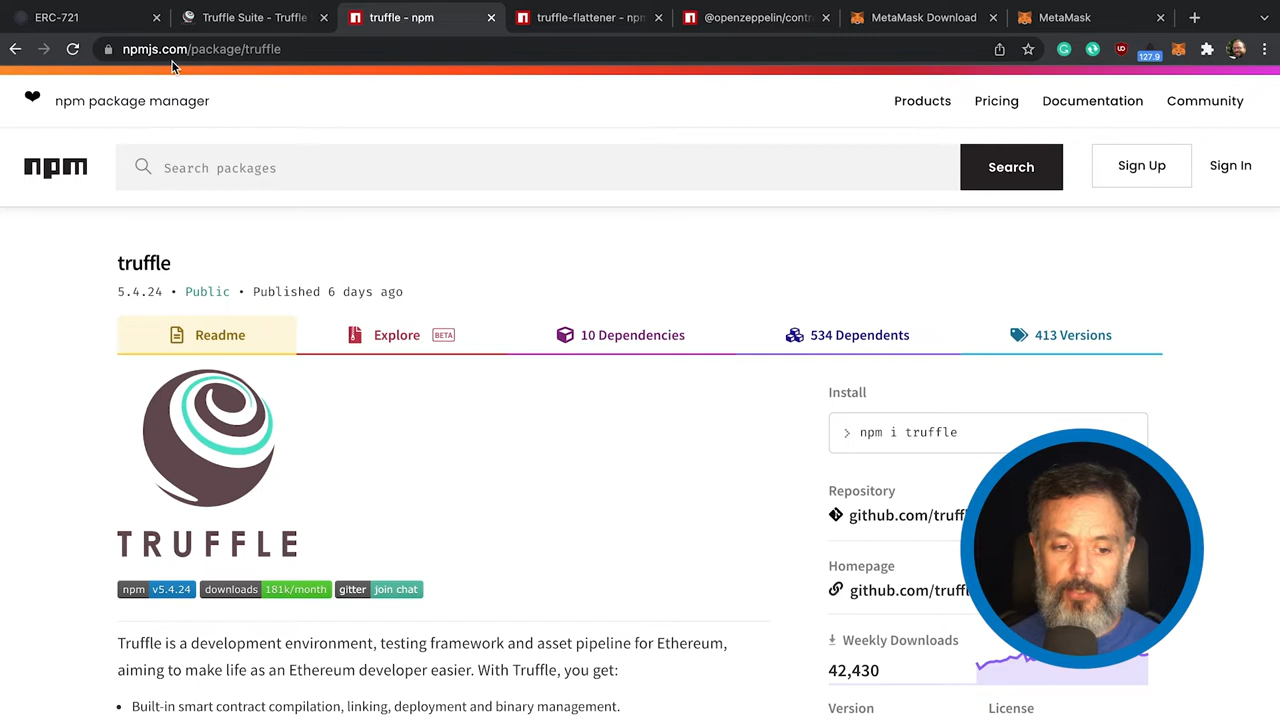 ERC-721
Truffle Suite - Truffle
truffle - npm
truffle-flattener - npm
@openzeppelin/contr
MetaMask Download
MetaMask
npmjs.com/package/truffle
127.9
npm package manager
Products
Pricing
Documentation
Community
npm
Search packages
Search
Sign Up
Sign In
truffle
5.4.24 • Public • Published 6 days ago
Readme
Explore BETA
10 Dependencies
534 Dependents
413 Versions
TRUFFLE
npm v5.4.24
downloads 181k/month
gitter join chat
Truffle is a development environment, testing framework and asset pipeline for Ethereum,
aiming to make life as an Ethereum developer easier. With Truffle, you get:
• Built-in smart contract compilation, linking, deployment and binary management.
Install
> npm i truffle
Repository
github.com/truff
Homepage
github.com/truff
Weekly Downloads
42,430
Version
License